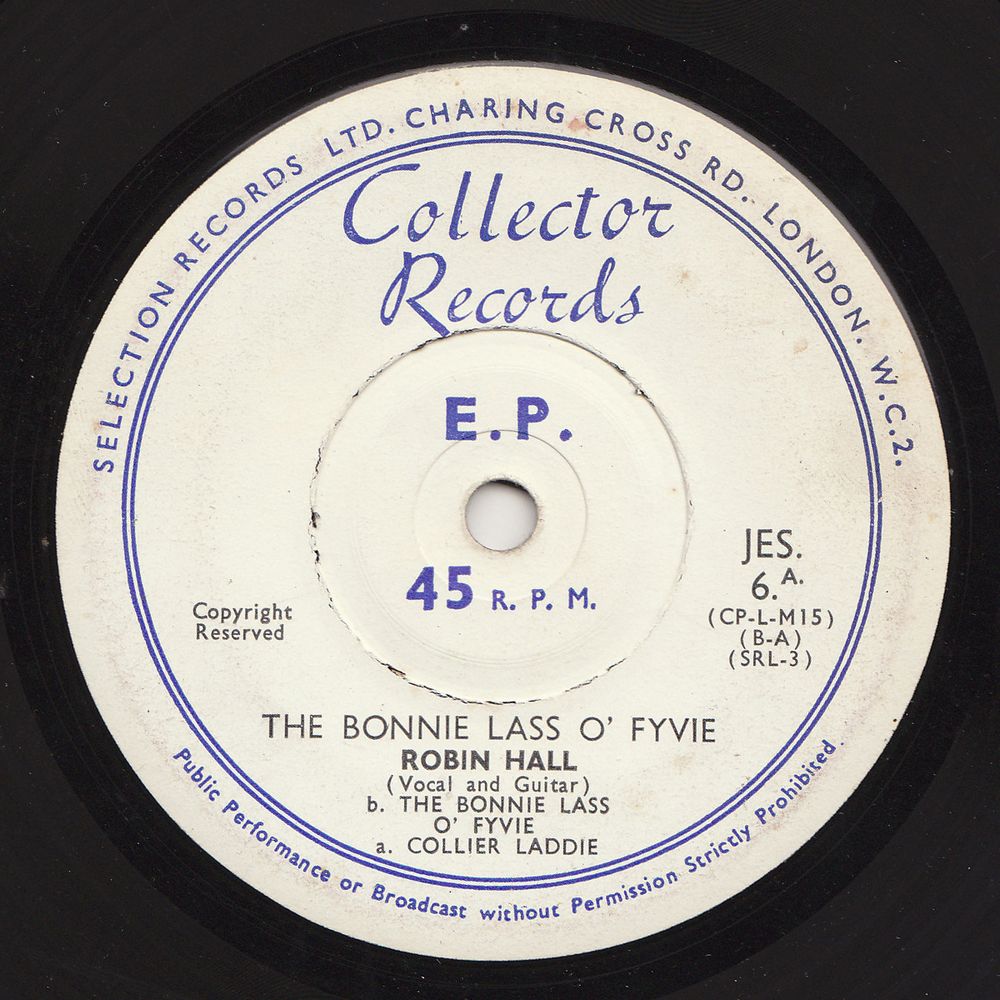 SELECTION RECORDS LTD. CHARING CROSS RD. LONDON. W.C.2.
Collector
Records
E.P.
45 R. P. M.
JES.
6.A.
(CP-L-M15)
(B-A)
(SRL-3)
Copyright
Reserved
THE BONNIE LASS O' FYVIE
ROBIN HALL
(Vocal and Guitar)
b. THE BONNIE LASS
O' FYVIE
a. COLLIER LADDIE
Public Performance or Broadcast without Permission Strictly Prohibited.